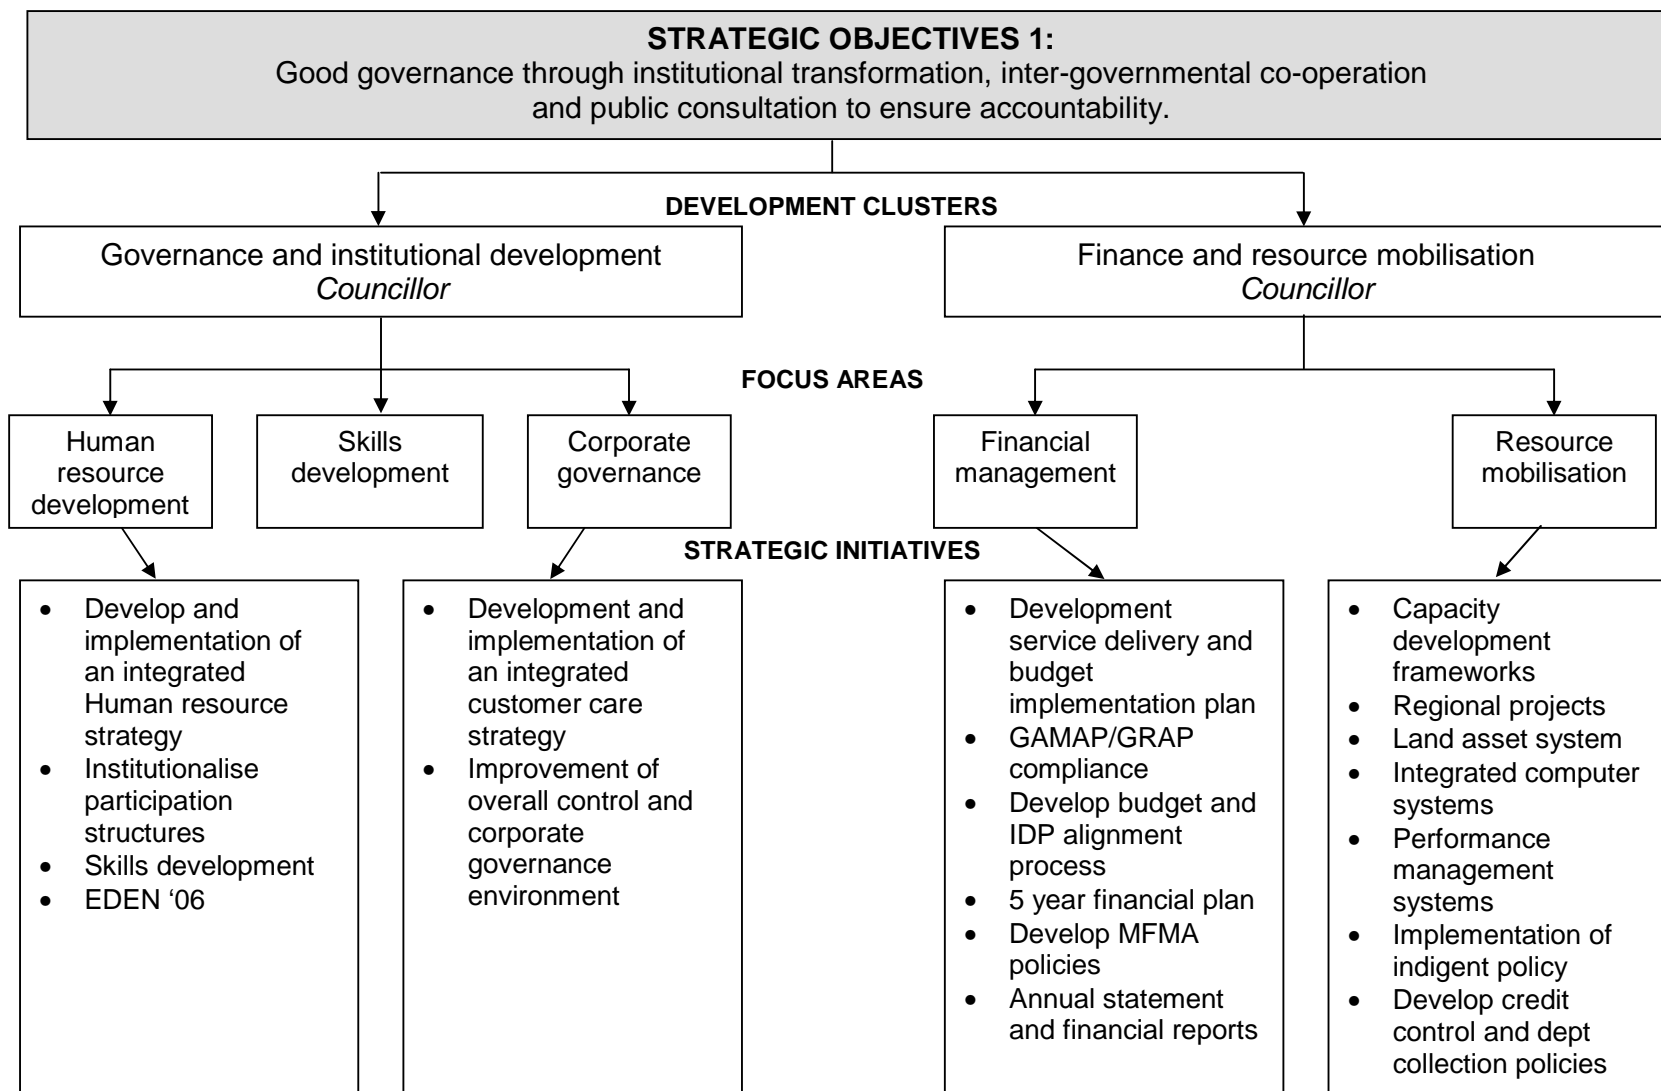 STRATEGIC OBJECTIVES 1:
Good governance through institutional transformation, inter-governmental co-operation
and public consultation to ensure accountability.
DEVELOPMENT CLUSTERS
Governance and institutional development
Councillor
Finance and resource mobilisation
Councillor
FOCUS AREAS
Human
resource
development
Skills
development
Corporate
governance
Financial
management
Resource
mobilisation
STRATEGIC INITIATIVES
• Develop and
implementation of
an integrated
Human resource
strategy
• Institutionalise
participation
structures
• Skills development
• EDEN ‘06
• Development and
implementation of
an integrated
customer care
strategy
• Improvement of
overall control and
corporate
governance
environment
• Development
service delivery and
budget
implementation plan
• GAMAP/GRAP
compliance
• Develop budget and
IDP alignment
process
• 5 year financial plan
• Develop MFMA
policies
• Annual statement
and financial reports
• Capacity
development
frameworks
• Regional projects
• Land asset system
• Integrated computer
systems
• Performance
management
systems
• Implementation of
indigent policy
• Develop credit
control and dept
collection policies